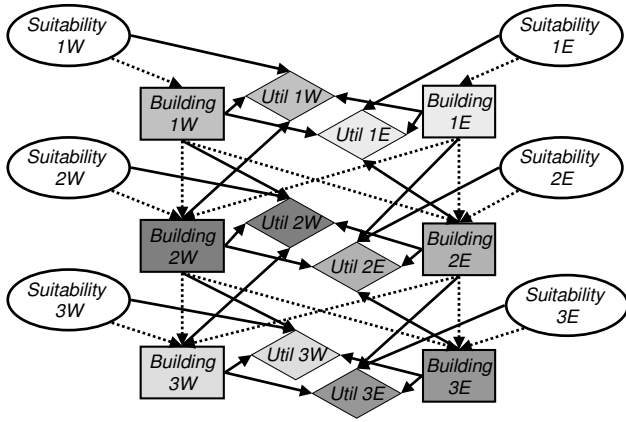 Suitability
1W
Suitability
1E
Building
1W
Util 1W
Util 1E
Building
1E
Suitability
2W
Suitability
2E
Building
2W
Util 2W
Util 2E
Building
2E
Suitability
3W
Suitability
3E
Building
3W
Util 3W
Util 3E
Building
3E